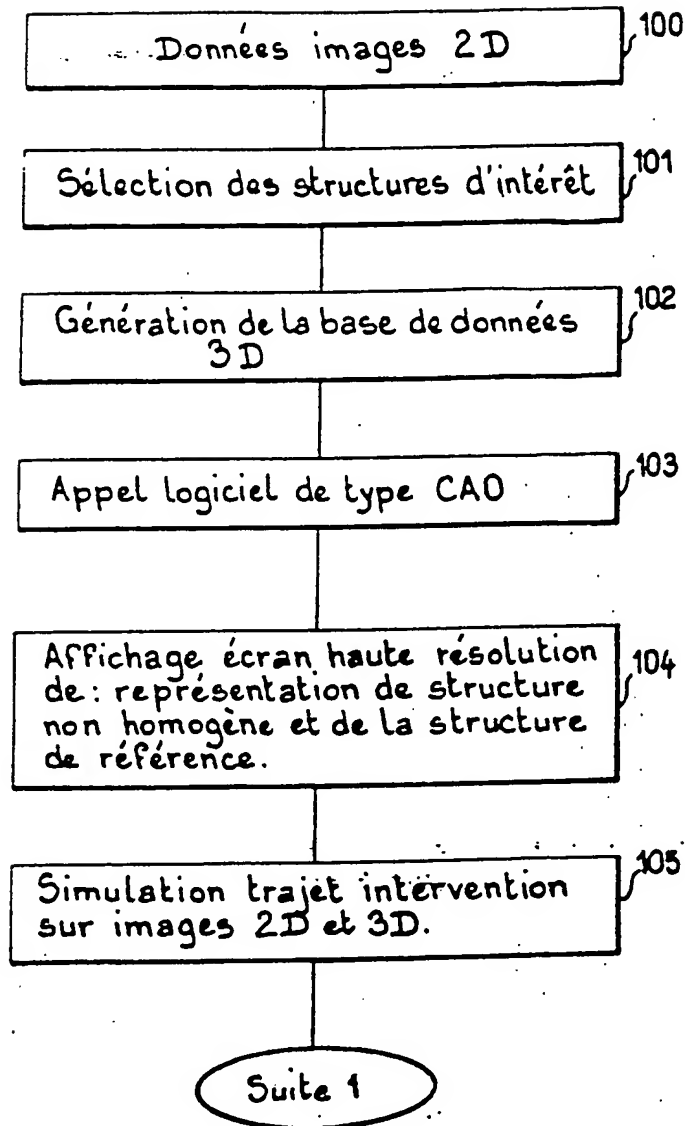 Données images 2D
100
Sélection des structures d'intérêt
101
Génération de la base de données
3D
102
Appel logiciel de type CAO
103
Affichage écran haute résolution
de : représentation de structure
non homogène et de la structure
de référence.
104
Simulation trajet intervention
sur images 2D et 3D.
105
Suite 1